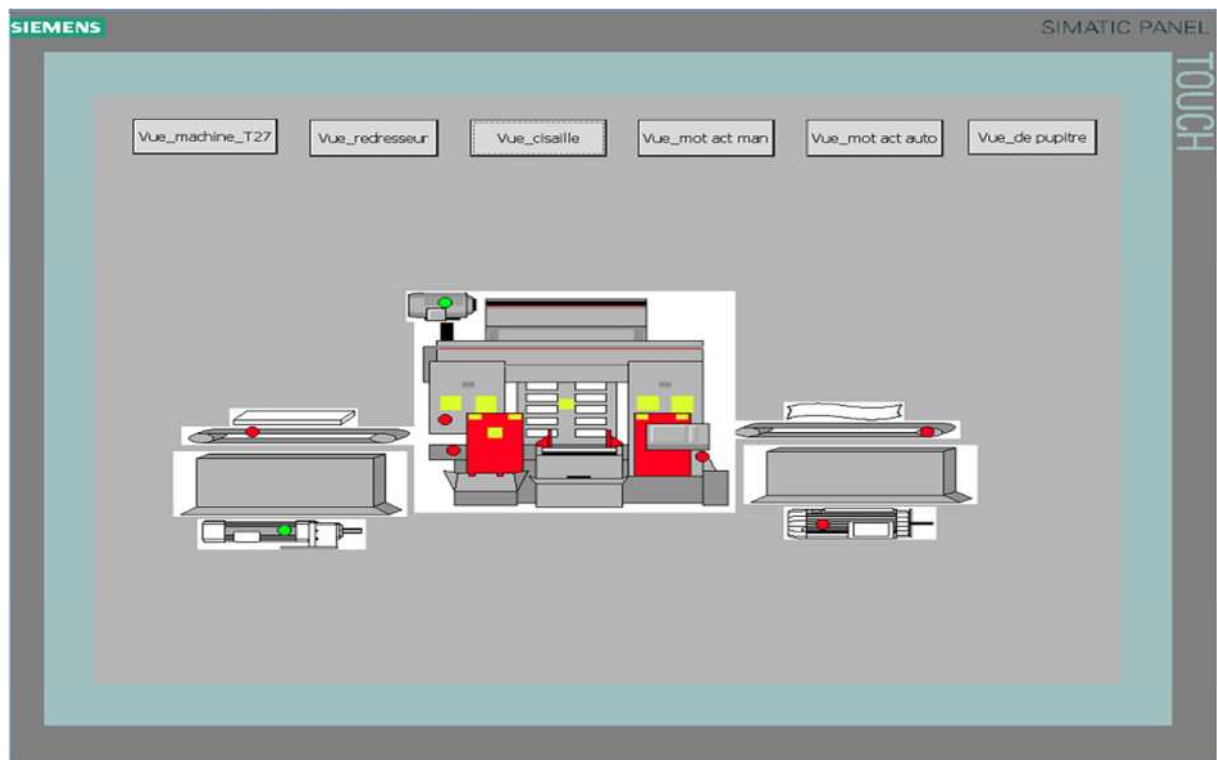 SIEMENS
SIMATIC PANEL
TOUCH
Vue_machine_T27
Vue_redresseur
Vue_cisaille
Vue_mot act man
Vue_mot act auto
Vue_de pupitre